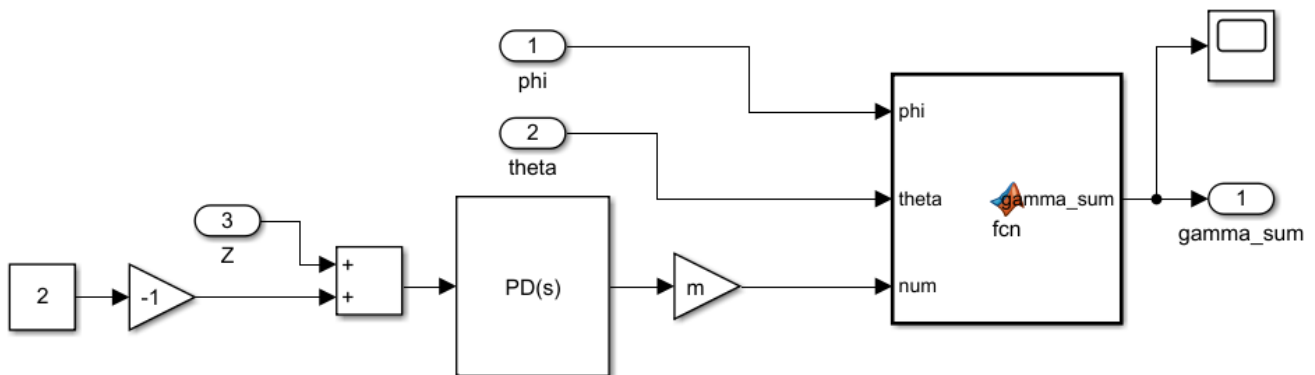 1
phi
2
theta
3
Z
2
-1
+
+
PD(s)
m
phi
theta
num
gamma_sum
fcn
1
gamma_sum